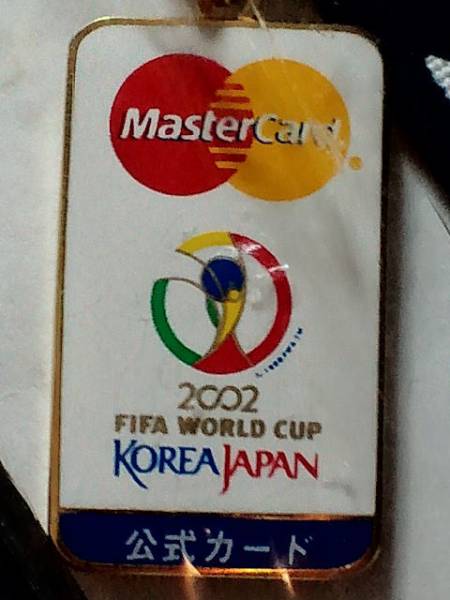 MasterCard
2002
FIFA WORLD CUP
KOREA JAPAN
公式カード